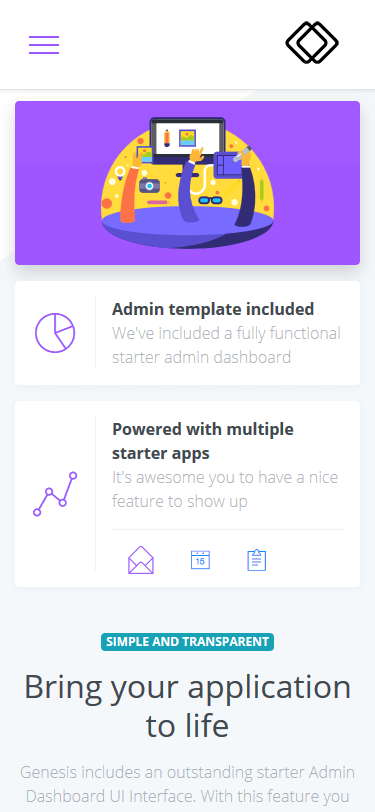 Admin template included
We've included a fully functional
starter admin dashboard
Powered with multiple
starter apps
It's awesome you to have a nice
feature to show up
15
SIMPLE AND TRANSPARENT
Bring your application
to life
Genesis includes an outstanding starter Admin
Dashboard UI Interface. With this feature you